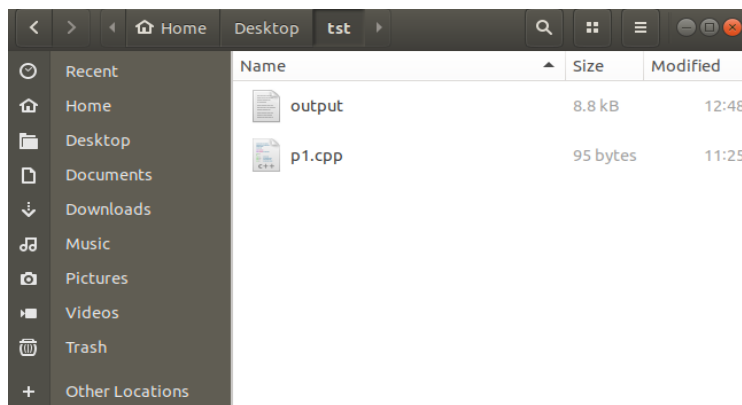 Home Desktop tst
Recent
Home
Desktop
Documents
Downloads
Music
Pictures
Videos
Trash
Other Locations
Name Size Modified
output 8.8 kB 12:48
p1.cpp 95 bytes 11:25
C++